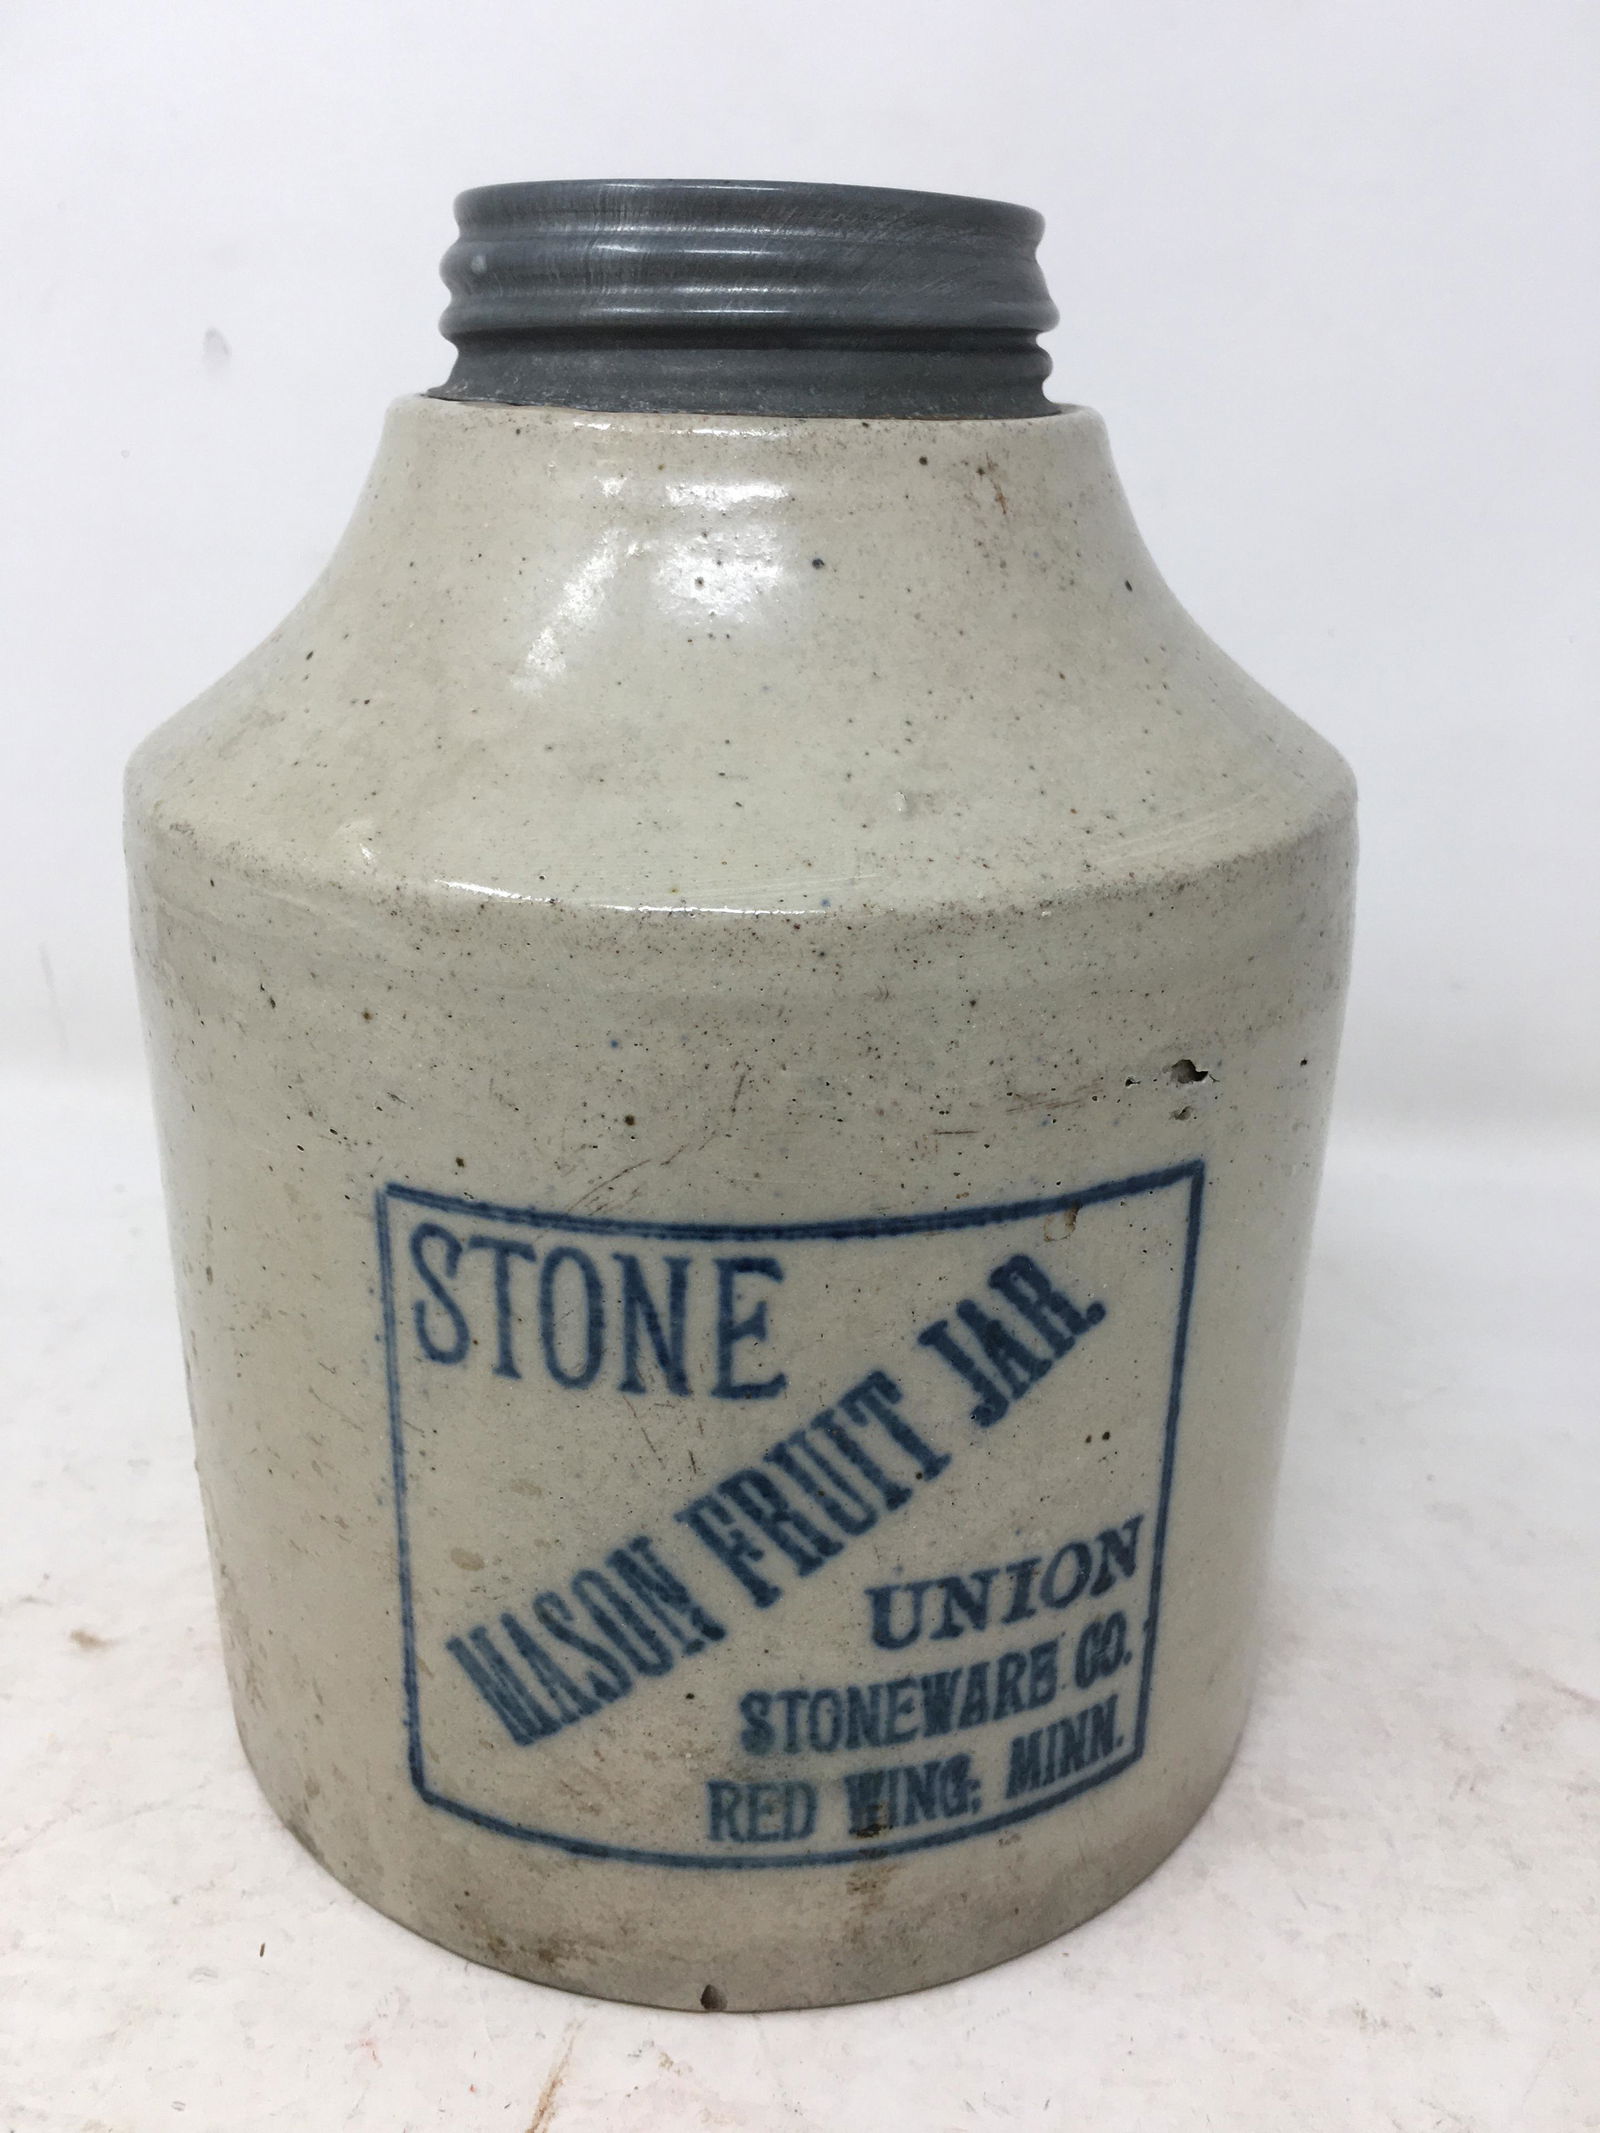 STONE
MASON FRUIT JAR.
UNION
STONEWARE CO.
RED WING, MINN.